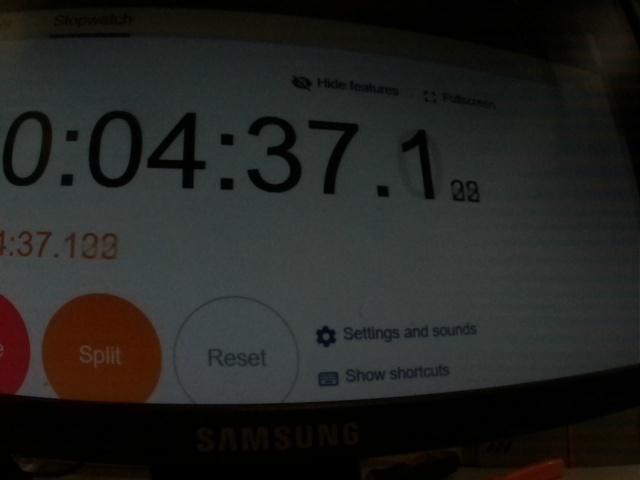 Stopwatch
Hide features
Fullscreen
0:04:37.1
4:37.1
Split
Reset
Settings and sounds
Show shortcuts
SAMSUNG